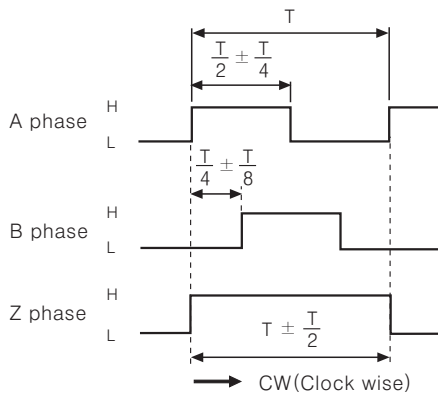 T
T/2 ± T/4
A phase H
L
T/4 ± T/8
B phase H
L
Z phase H
L
T ± T/2
CW(Clock wise)